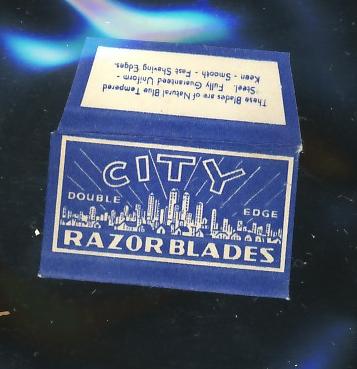 These Blades are of Natural Blue Tempered
Steel. Fully Guaranteed Uniform -
Keen - Smooth - Fast Shaving Edges.
CITY
DOUBLE EDGE
RAZOR BLADES